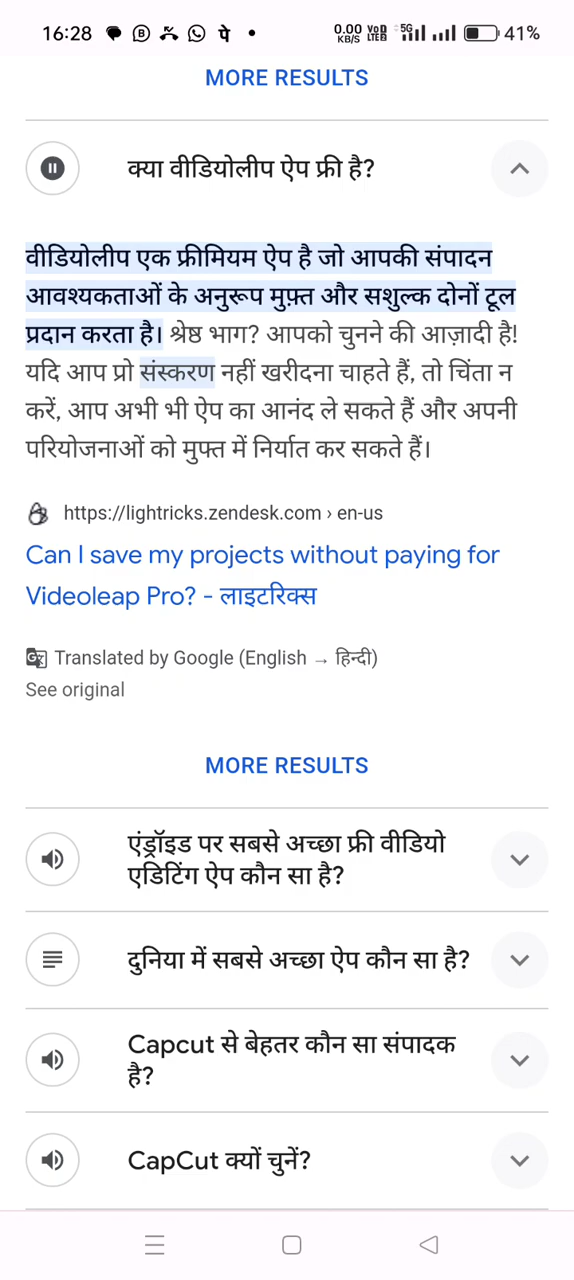 16:28 पे 0.00 KB/S VoD LTE2 5G 41%
MORE RESULTS
क्या वीडियोलीप ऐप फ्री है?
वीडियोलीप एक फ्रीमियम ऐप है जो आपकी संपादन
आवश्यकताओं के अनुरूप मुफ़्त और सशुल्क दोनों टूल
प्रदान करता है। श्रेष्ठ भाग? आपको चुनने की आज़ादी है!
यदि आप प्रो संस्करण नहीं खरीदना चाहते हैं, तो चिंता न
करें, आप अभी भी ऐप का आनंद ले सकते हैं और अपनी
परियोजनाओं को मुफ्त में निर्यात कर सकते हैं।
https://lightricks.zendesk.com › en-us
Can I save my projects without paying for
Videoleap Pro? - लाइटरिक्स
Translated by Google (English → हिन्दी)
See original
MORE RESULTS
एंड्रॉइड पर सबसे अच्छा फ्री वीडियो
एडिटिंग ऐप कौन सा है?
दुनिया में सबसे अच्छा ऐप कौन सा है?
Capcut से बेहतर कौन सा संपादक
है?
CapCut क्यों चुनें?